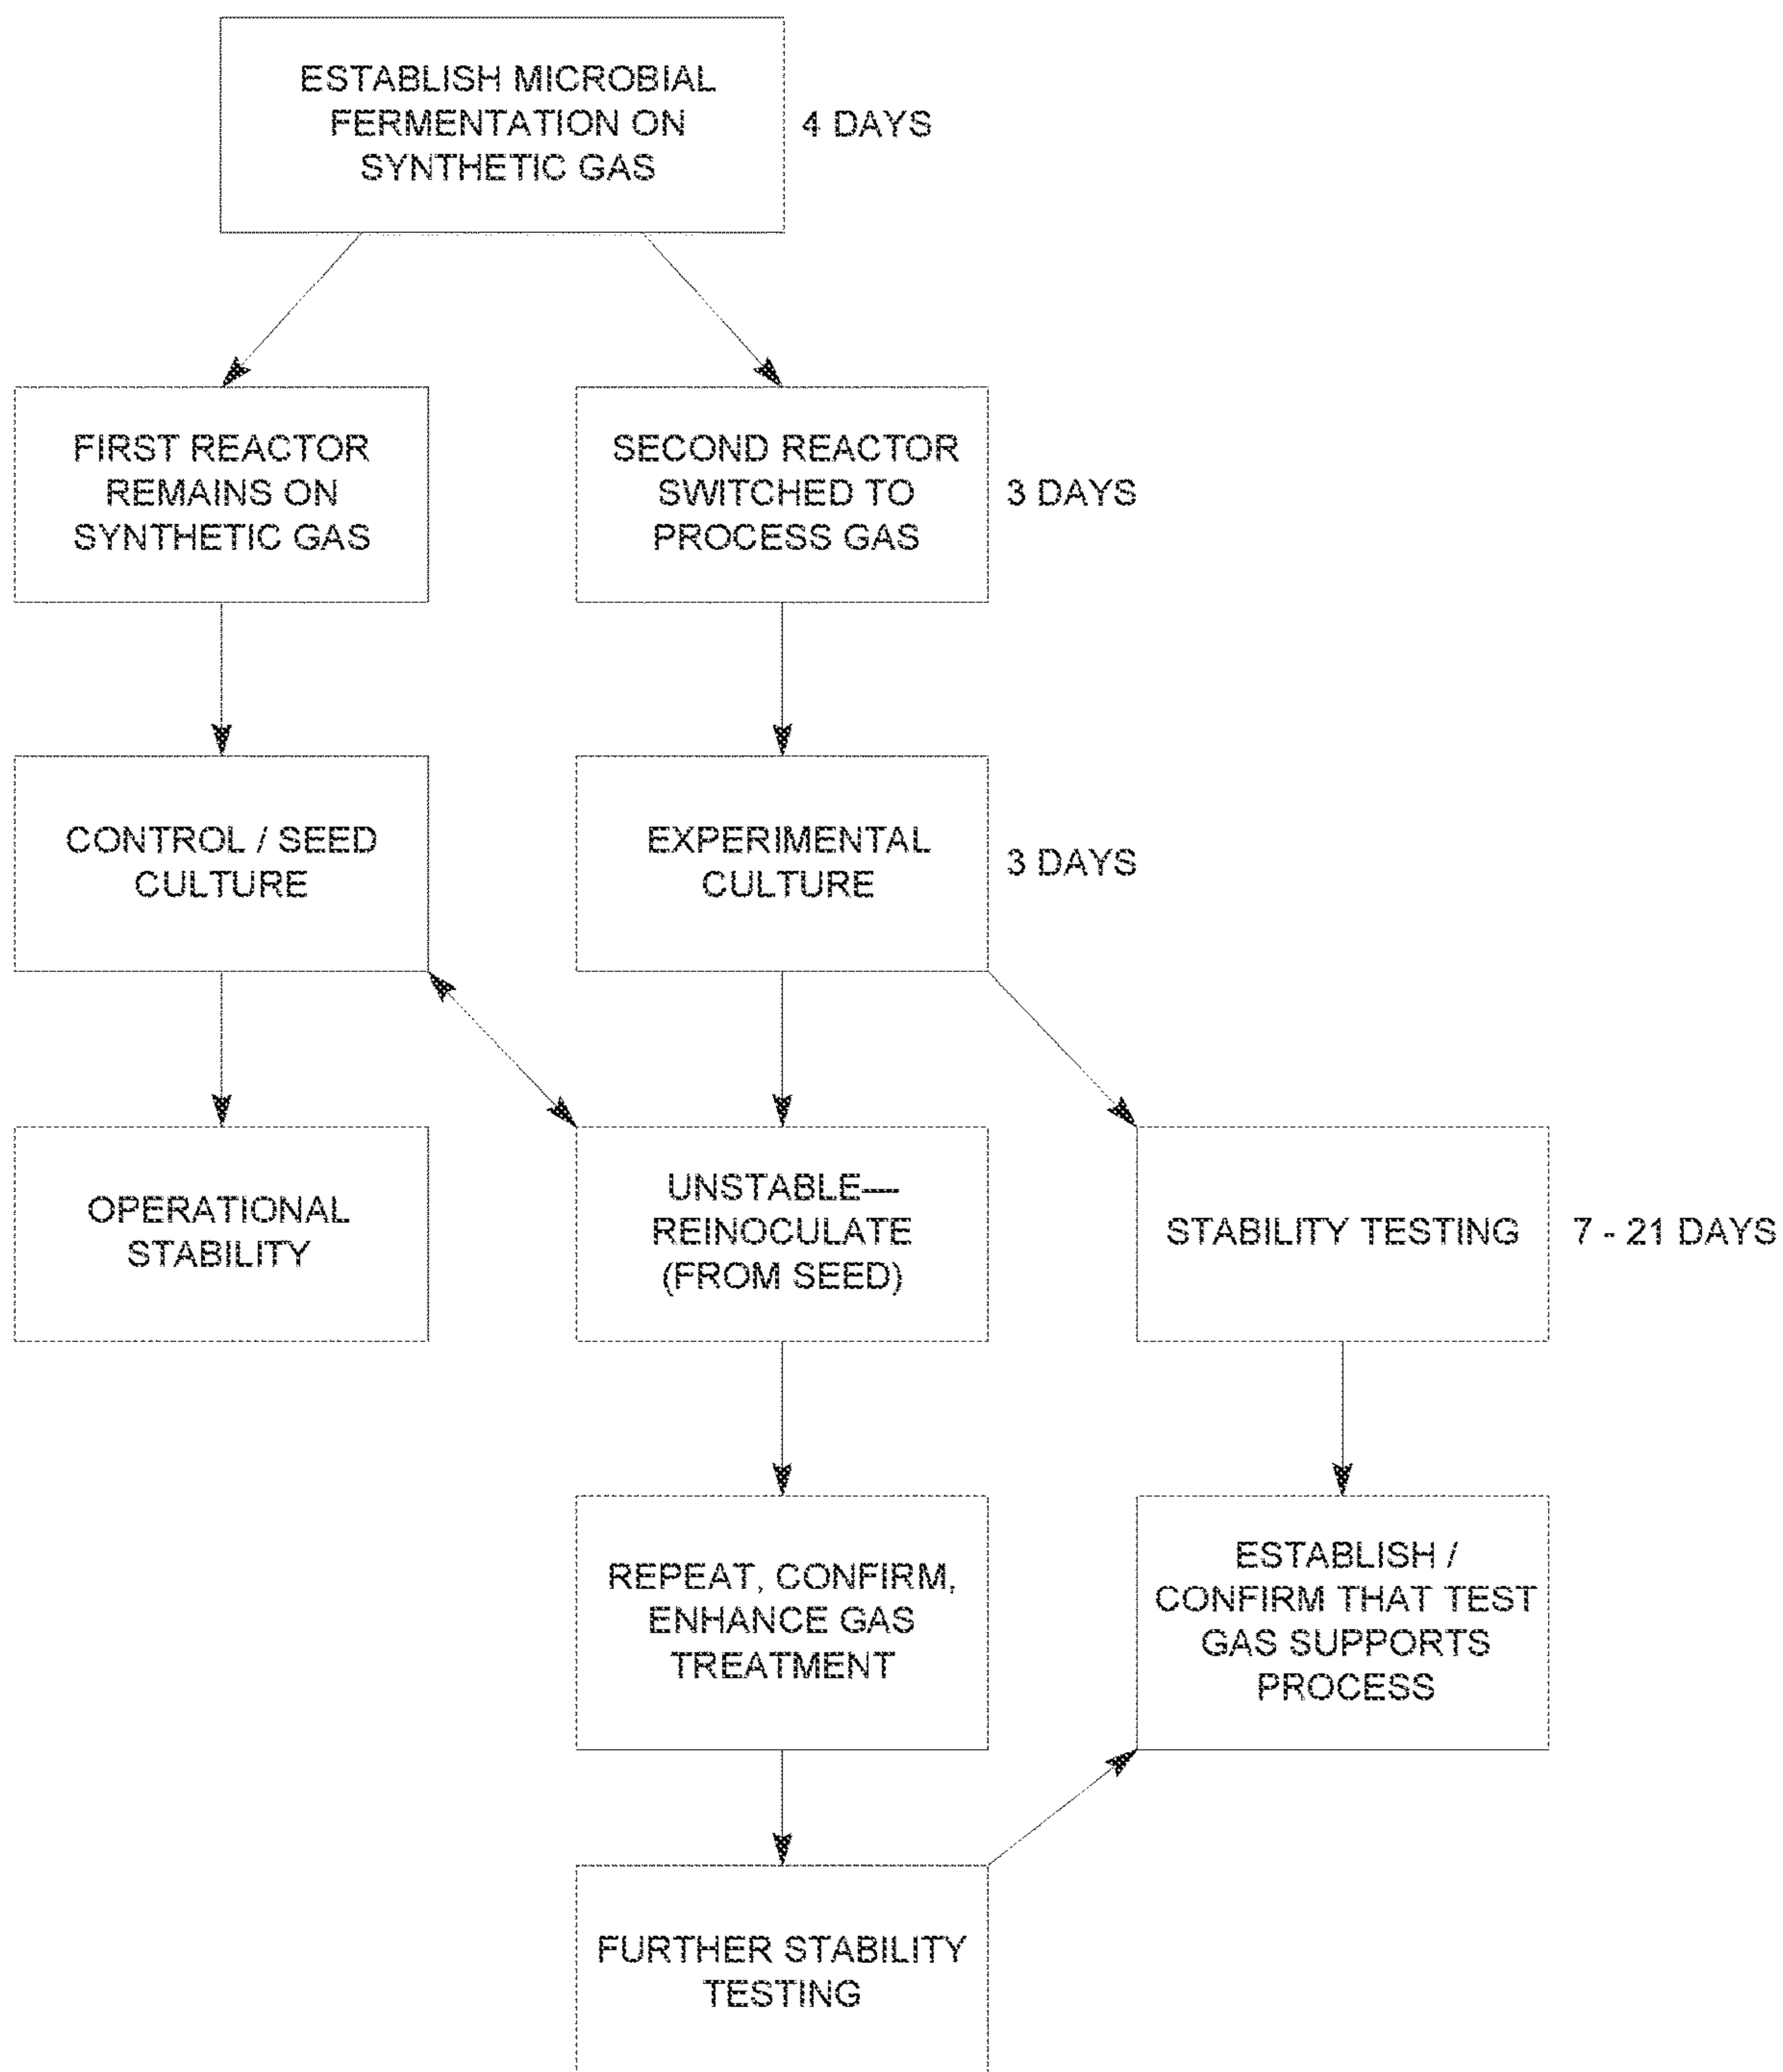 ESTABLISH MICROBIAL
FERMENTATION ON
SYNTHETIC GAS
4 DAYS
FIRST REACTOR
REMAINS ON
SYNTHETIC GAS
SECOND REACTOR
SWITCHED TO
PROCESS GAS
3 DAYS
CONTROL / SEED
CULTURE
EXPERIMENTAL
CULTURE
3 DAYS
OPERATIONAL
STABILITY
UNSTABLE—
REINOCULATE
(FROM SEED)
STABILITY TESTING
7 - 21 DAYS
REPEAT, CONFIRM,
ENHANCE GAS
TREATMENT
ESTABLISH /
CONFIRM THAT TEST
GAS SUPPORTS
PROCESS
FURTHER STABILITY
TESTING